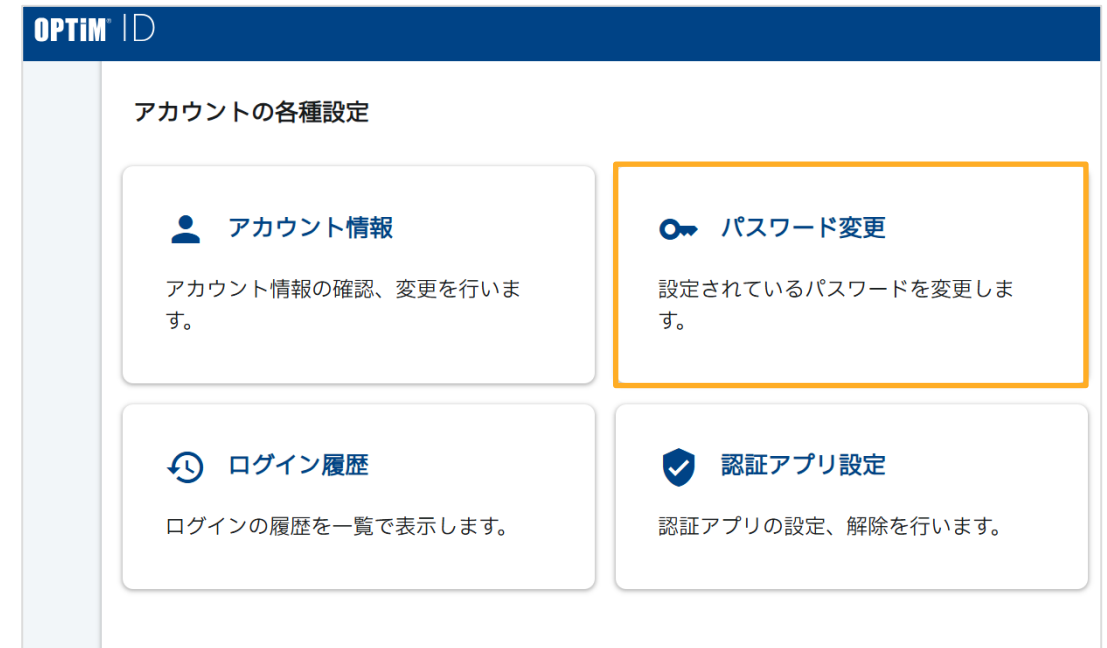 OPTiM® ID
アカウントの各種設定
アカウント情報
アカウント情報の確認、変更を行いま
す。
パスワード変更
設定されているパスワードを変更しま
す。
ログイン履歴
ログインの履歴を一覧で表示します。
認証アプリ設定
認証アプリの設定、解除を行います。